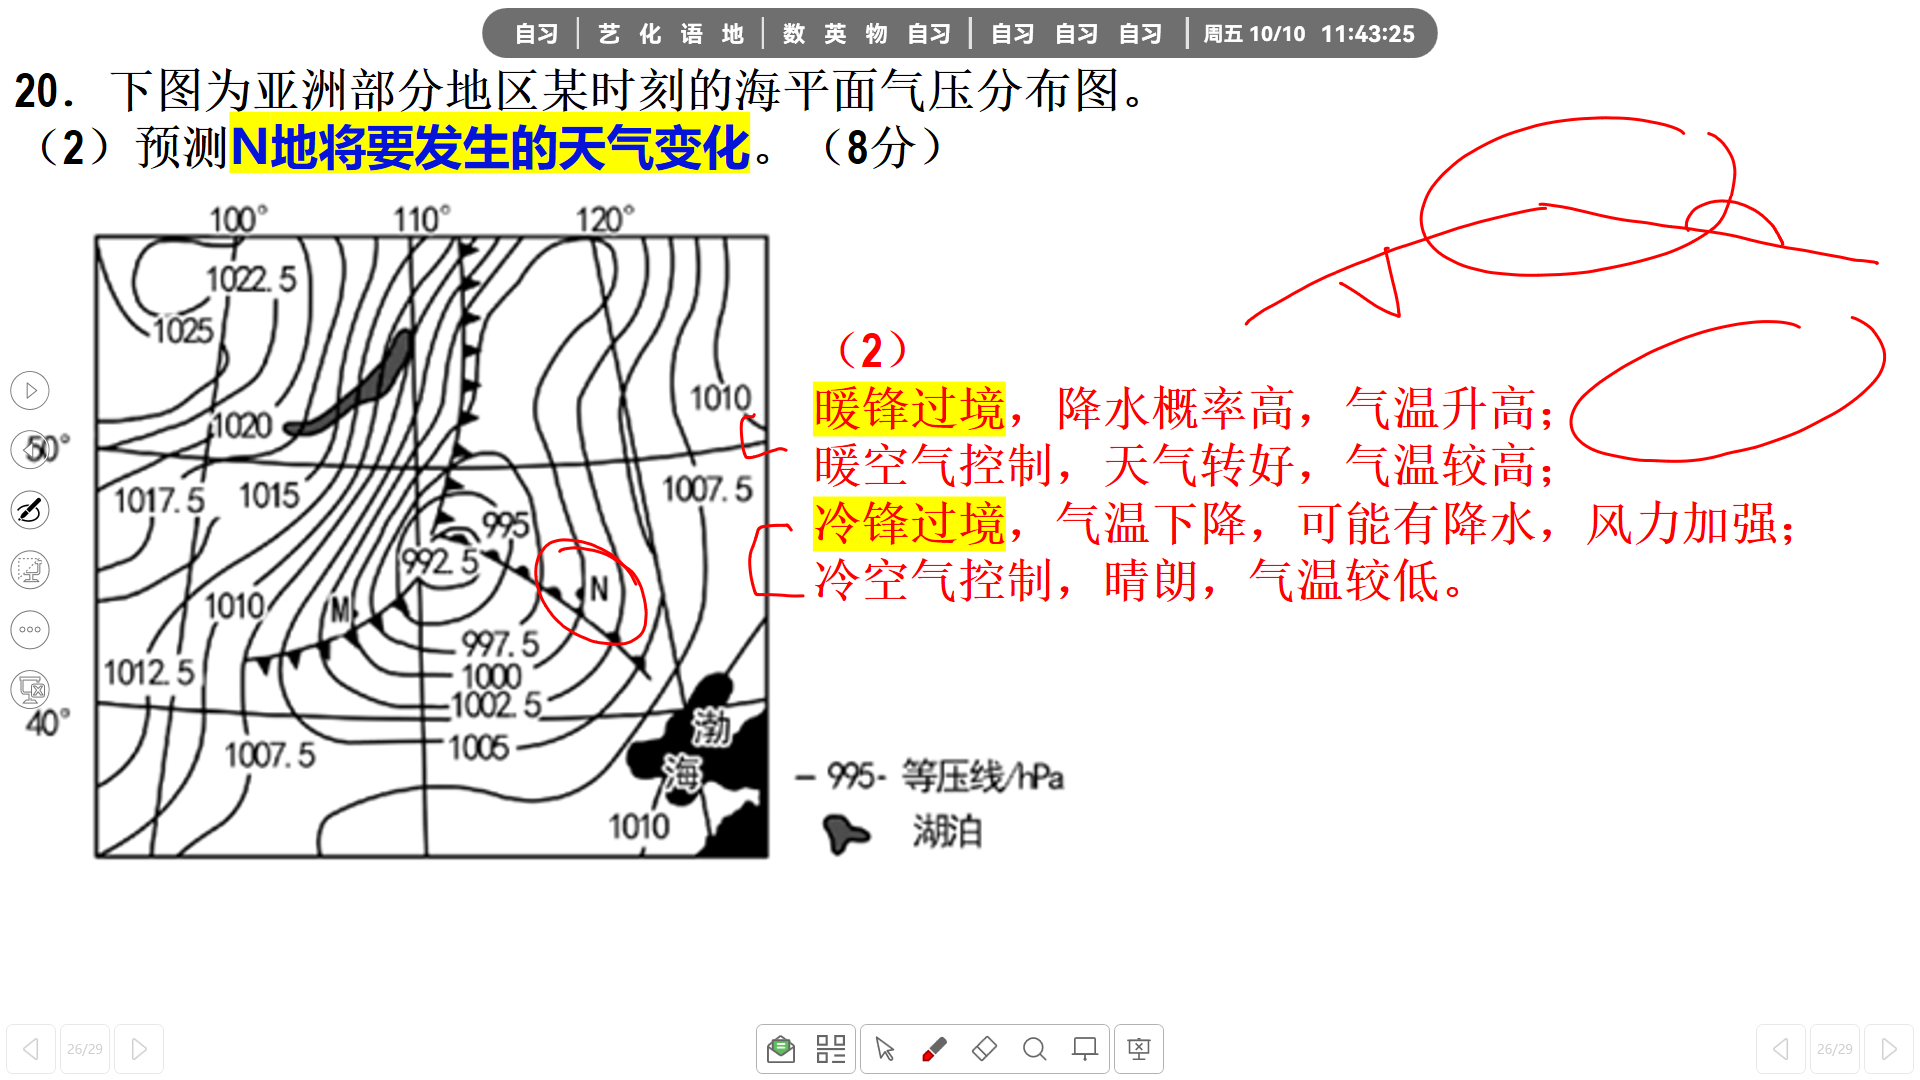 自习 | 艺 化 语 地 | 数 英 物 自习 | 自习 自习 自习 | 周五 10/10 11:43:25
20. 下图为亚洲部分地区某时刻的海平面气压分布图。
（2）预测N地将要发生的天气变化。（8分）
100° 110° 120°
1022.5
1025
1010
1020
50°
1007.5
1017.5 1015
995
992.5
N
1010 M
997.5
1012.5
1000
1002.5
40°
渤
1007.5 1005
海
1010
（2）
暖锋过境，降水概率高，气温升高；
暖空气控制，天气转好，气温较高；
冷锋过境，气温下降，可能有降水，风力加强；
冷空气控制，晴朗，气温较低。
-995- 等压线/hPa
湖泊
26/29
26/29